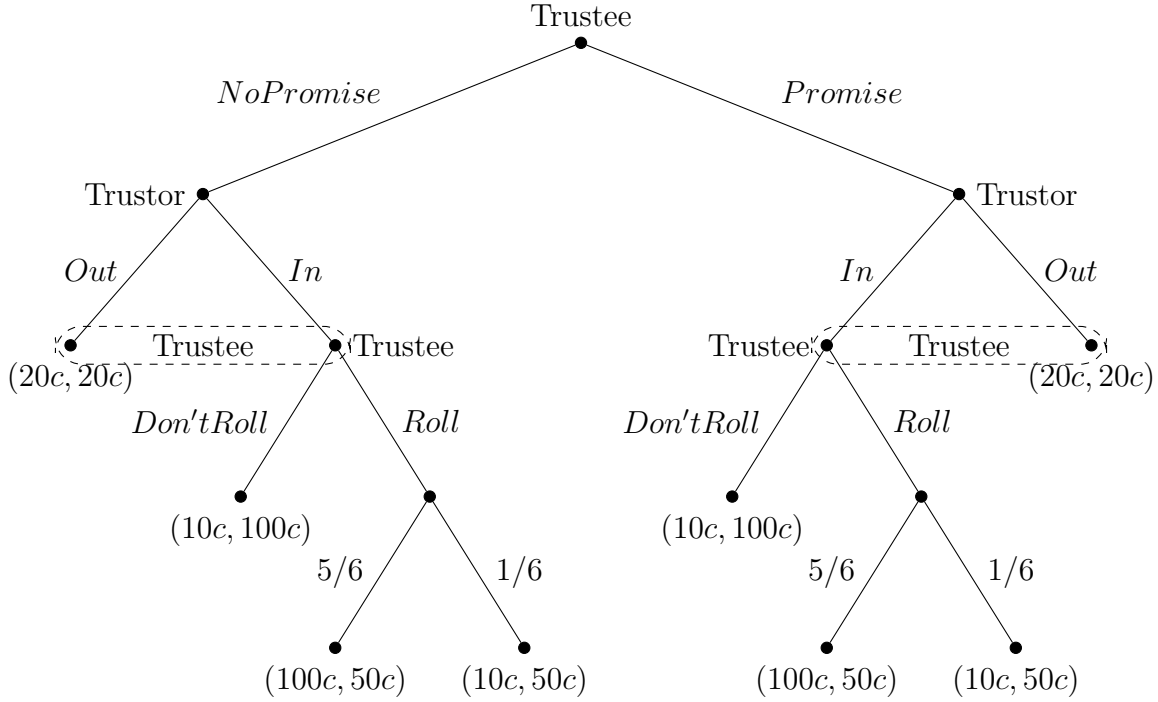 Trustee
NoPromise Promise
Trustor Trustor
Out In In Out
Trustee Trustee Trustee Trustee
(20c, 20c) (20c, 20c)
Don'tRoll Roll Don'tRoll Roll
(10c, 100c) (10c, 100c)
5/6 1/6 5/6 1/6
(100c, 50c) (10c, 50c) (100c, 50c) (10c, 50c)